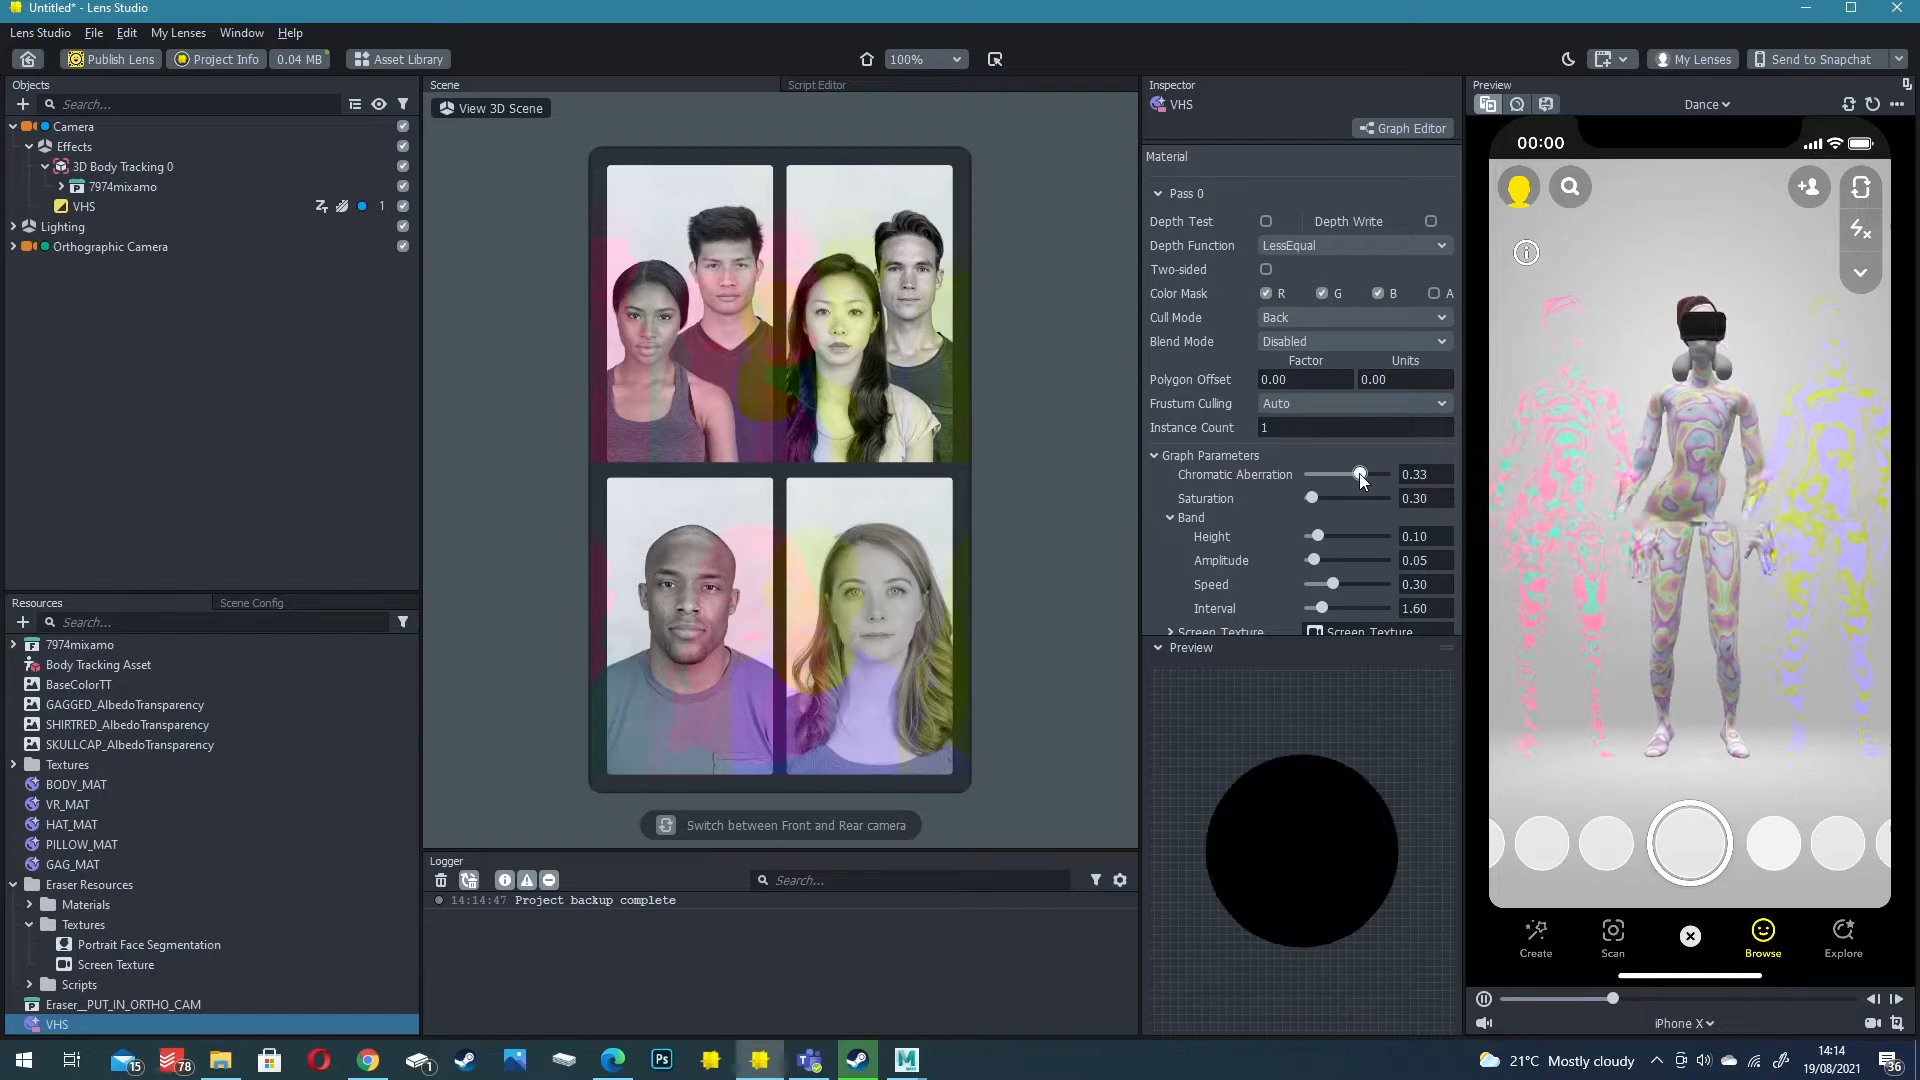 Untitled* - Lens Studio
Lens Studio File Edit My Lenses Window Help
Publish Lens Project Info 0.04 MB Asset Library 100% My Lenses Send to Snapchat
Objects
Search...
Camera
Effects
3D Body Tracking 0
7974mixamo
VHS 1
Lighting
Orthographic Camera
Resources Scene Config
Search...
7974mixamo
Body Tracking Asset
BaseColorTT
GAGGED_AlbedoTransparency
SHIRTRED_AlbedoTransparency
SKULLCAP_AlbedoTransparency
Textures
BODY_MAT
VR_MAT
HAT_MAT
PILLOW_MAT
GAG_MAT
Eraser Resources
Materials
Textures
Portrait Face Segmentation
Screen Texture
Scripts
Eraser__PUT_IN_ORTHO_CAM
VHS
Scene Script Editor
View 3D Scene
Switch between Front and Rear camera
Logger
Search...
14:14:47 Project backup complete
Inspector
VHS
Graph Editor
Material
Pass 0
Depth Test Depth Write
Depth Function LessEqual
Two-sided
Color Mask R G B A
Cull Mode Back
Blend Mode Disabled
Factor Units
Polygon Offset 0.00 0.00
Frustum Culling Auto
Instance Count 1
Graph Parameters
Chromatic Aberration 0.33
Saturation 0.30
Band
Height 0.10
Amplitude 0.05
Speed 0.30
Interval 1.60
Screen Texture Screen Texture
Preview
Preview
Dance
00:00
Create Scan Browse Explore
iPhone X
15 78 1 Ps M 21°C Mostly cloudy 14:14
19/08/2021 36